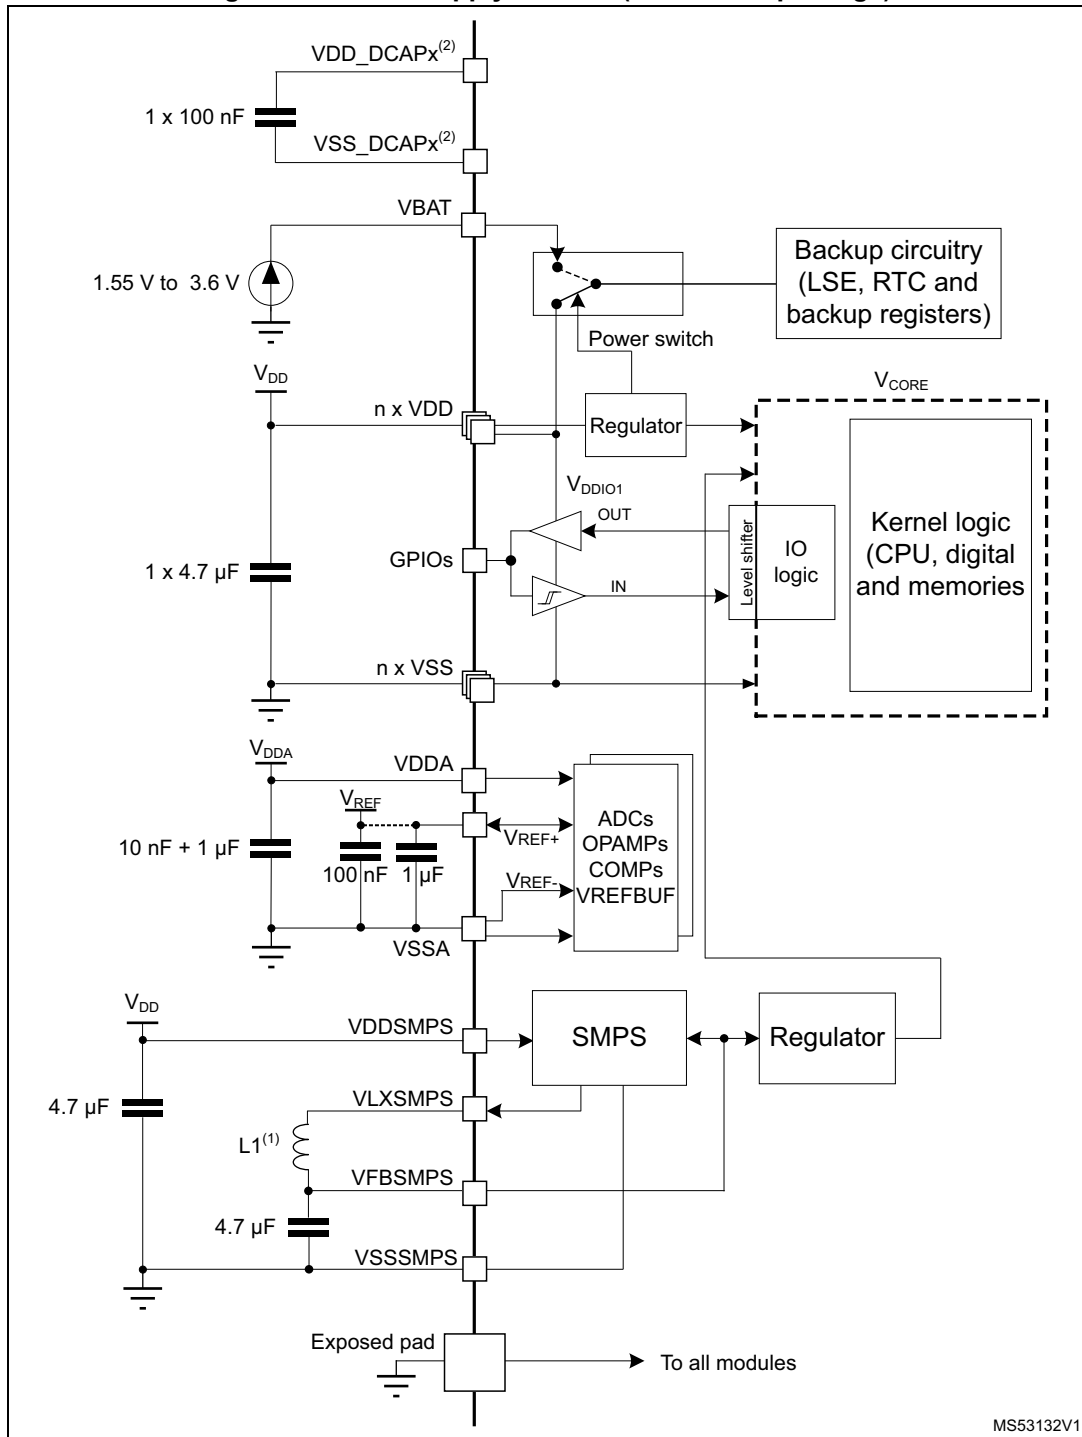 VDD_DCAPx(2)
1 x 100 nF
VSS_DCAPx(2)
VBAT
1.55 V to 3.6 V
Backup circuitry
(LSE, RTC and
backup registers)
Power switch
VDD
n x VDD
Regulator
VCORE
VDDIO1
OUT
GPIOs
IN
Level shifter
IO
logic
Kernel logic
(CPU, digital
and memories
1 x 4.7 µF
n x VSS
VDDA
VDDA
VREF
VREF+
10 nF + 1 µF
100 nF
1 µF
VREF-
ADCs
OPAMPs
COMPs
VREFBUF
VSSA
VDD
VDDSMPS
SMPS
Regulator
4.7 µF
VLXSMPS
L1(1)
VFBSMPS
4.7 µF
VSSSMPS
Exposed pad
To all modules
MS53132V1